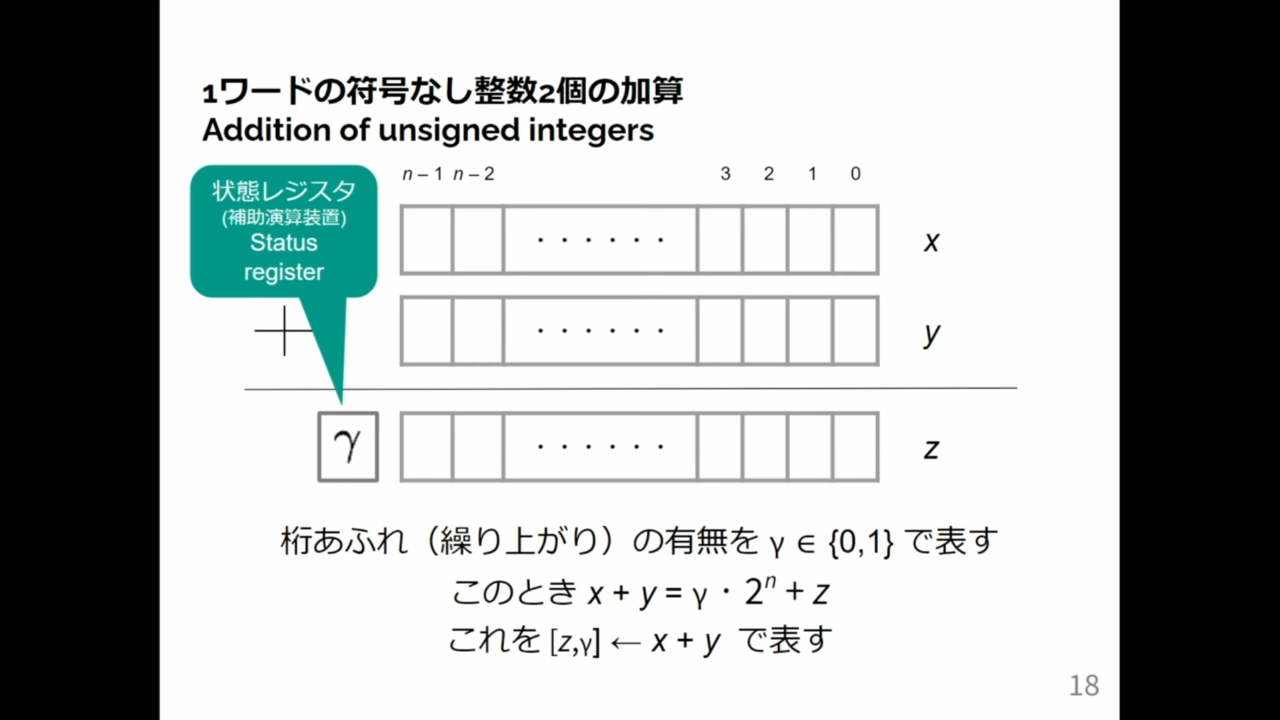 1ワードの符号なし整数2個の加算
Addition of unsigned integers
状態レジスタ
(補助演算装置)
Status
register
n – 1 n – 2 3 2 1 0
· · · · · · x
+ · · · · · · y
γ · · · · · · z
桁あふれ（繰り上がり）の有無を γ ∈ {0,1} で表す
このとき x + y = γ · 2ⁿ + z
これを [z,γ] ← x + y で表す
18